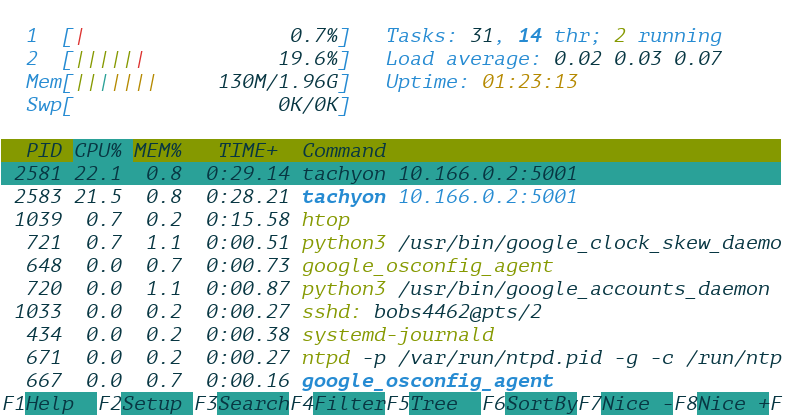 1 [| 0.7%] Tasks: 31, 14 thr; 2 running
2 [|||||| 19.6%] Load average: 0.02 0.03 0.07
Mem[||||||| 130M/1.96G] Uptime: 01:23:13
Swp[ 0K/0K]
PID CPU% MEM% TIME+ Command
2581 22.1 0.8 0:29.14 tachyon 10.166.0.2:5001
2583 21.5 0.8 0:28.21 tachyon 10.166.0.2:5001
1039 0.7 0.2 0:15.58 htop
721 0.7 1.1 0:00.51 python3 /usr/bin/google_clock_skew_daemo
648 0.0 0.7 0:00.73 google_osconfig_agent
720 0.0 1.1 0:00.87 python3 /usr/bin/google_accounts_daemon
1033 0.0 0.2 0:00.27 sshd: bobs4462@pts/2
434 0.0 0.2 0:00.38 systemd-journald
671 0.0 0.2 0:00.27 ntpd -p /var/run/ntpd.pid -g -c /run/ntp
667 0.0 0.7 0:00.16 google_osconfig_agent
F1Help F2Setup F3SearchF4FilterF5Tree F6SortByF7Nice -F8Nice +F